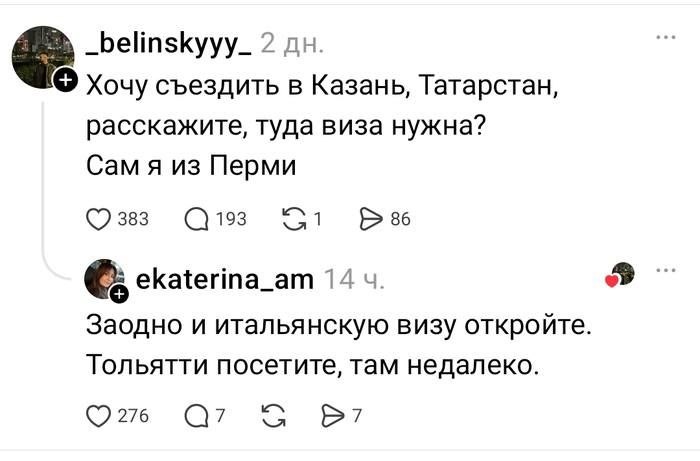 _belinskyyy_ 2 дн.
Хочу съездить в Казань, Татарстан,
расскажите, туда виза нужна?
Сам я из Перми
383 193 1 86
ekaterina_am 14 ч.
Заодно и итальянскую визу откройте.
Тольятти посетите, там недалеко.
276 7 7